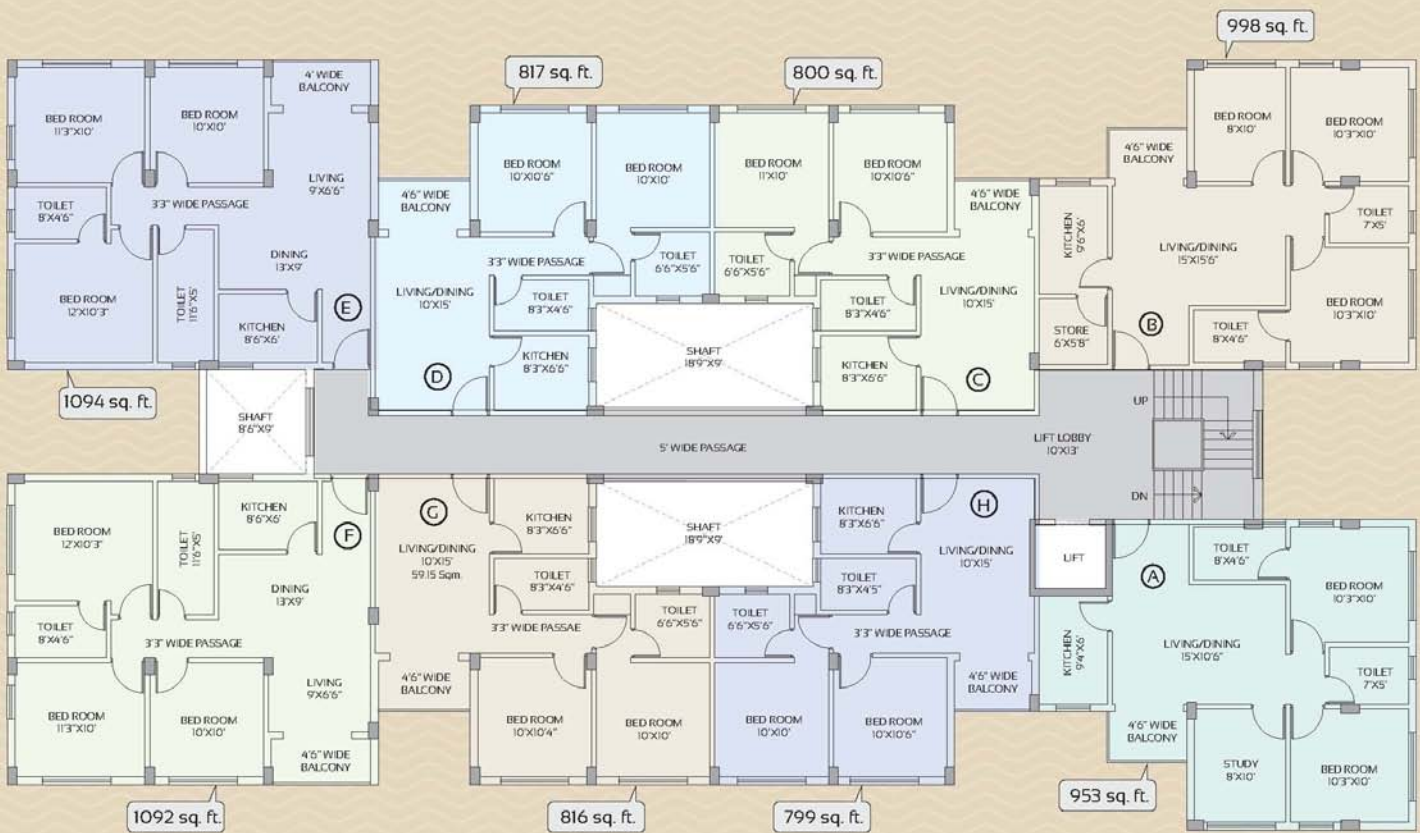 998 sq. ft.
817 sq. ft.
800 sq. ft.
4' WIDE
BALCONY
BED ROOM
11'3"X10'
BED ROOM
10'X10'
LIVING
9'X6'6"
TOILET
8'X4'6"
3'3" WIDE PASSAGE
DINING
13'X9'
BED ROOM
12'X10'3"
TOILET
11'6"X5'
KITCHEN
8'6"X6'
E
1094 sq. ft.
BED ROOM
10'X10'6"
BED ROOM
10'X10'
4'6" WIDE
BALCONY
3'3" WIDE PASSAGE
TOILET
6'6"X5'6"
LIVING/DINING
10'X15'
TOILET
8'3"X4'6"
KITCHEN
8'3"X6'6"
D
BED ROOM
11'X10'
BED ROOM
10'X10'6"
4'6" WIDE
BALCONY
TOILET
6'6"X5'6"
3'3" WIDE PASSAGE
TOILET
8'3"X4'6"
LIVING/DINING
10'X15'
KITCHEN
8'3"X6'6"
C
SHAFT
18'9"X9'
BED ROOM
8'X10'
BED ROOM
10'3"X10'
4'6" WIDE
BALCONY
KITCHEN
9'6"X6'
TOILET
7'X5'
LIVING/DINING
15'X15'6"
BED ROOM
10'3"X10'
STORE
6'X5'8"
B
TOILET
8'X4'6"
SHAFT
8'6"X9'
5' WIDE PASSAGE
LIFT LOBBY
10'X13'
UP
DN
LIFT
BED ROOM
12'X10'3"
TOILET
11'6"X5'
KITCHEN
8'6"X6'
F
DINING
13'X9'
TOILET
8'X4'6"
3'3" WIDE PASSAGE
LIVING
9'X6'6"
BED ROOM
11'3"X10'
BED ROOM
10'X10'
4'6" WIDE
BALCONY
1092 sq. ft.
G
KITCHEN
8'3"X6'6"
LIVING/DINING
10'X15'
59.15 Sqm.
TOILET
8'3"X4'6"
3'3" WIDE PASSAE
TOILET
6'6"X5'6"
4'6" WIDE
BALCONY
BED ROOM
10'X10'4"
BED ROOM
10'X10'
816 sq. ft.
SHAFT
18'9"X9'
KITCHEN
8'3"X6'6"
H
LIVING/DINNG
10'X15'
TOILET
8'3"X4'5"
TOILET
6'6"X5'6"
3'3" WIDE PASSAGE
4'6" WIDE
BALCONY
BED ROOM
10'X10'
BED ROOM
10'X10'6"
799 sq. ft.
A
TOILET
8'X4'6"
BED ROOM
10'3"X10'
KITCHEN
9'4"X6'
LIVING/DINING
15'X10'6"
TOILET
7'X5'
4'6" WIDE
BALCONY
STUDY
8'X10'
BED ROOM
10'3"X10'
953 sq. ft.